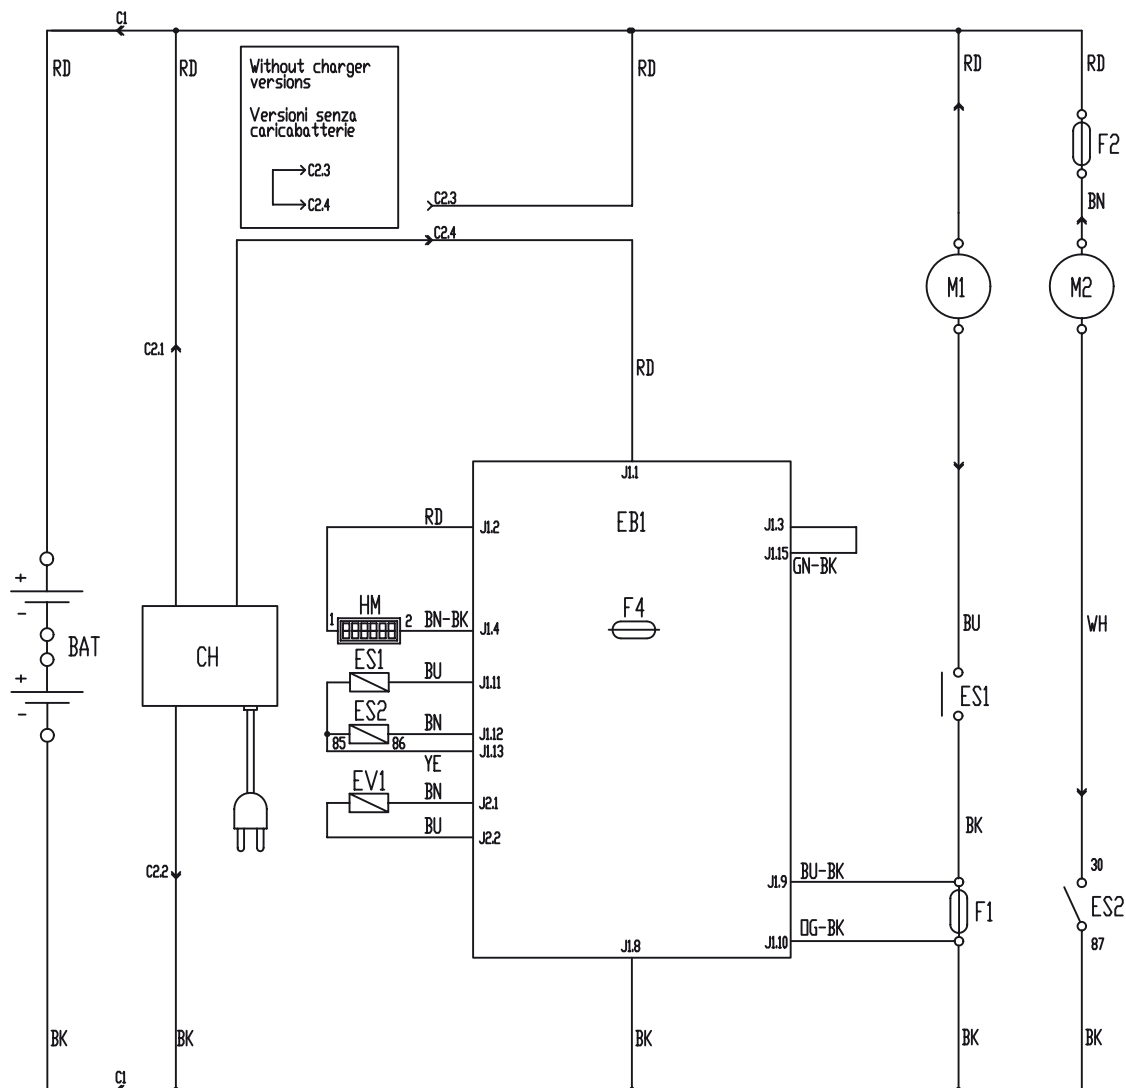 C1
RD
RD
RD
RD
RD
Without charger
versions
Versioni senza
caricabatterie
C2.3
C2.4
C2.3
C2.4
F2
BN
M1
M2
C2.1
RD
J1.1
RD
J1.2
EB1
J1.3
J1.15
GN-BK
HM
F4
1
2
BN-BK
J1.4
BU
WH
+
-
BAT
CH
ES1
BU
J1.11
+
-
ES2
BN
J1.12
85
86
J1.13
YE
ES1
EV1
BN
J2.1
BU
J2.2
BK
C2.2
J1.9
BU-BK
30
F1
ES2
OG-BK
J1.10
J1.8
87
BK
BK
BK
BK
BK
C1